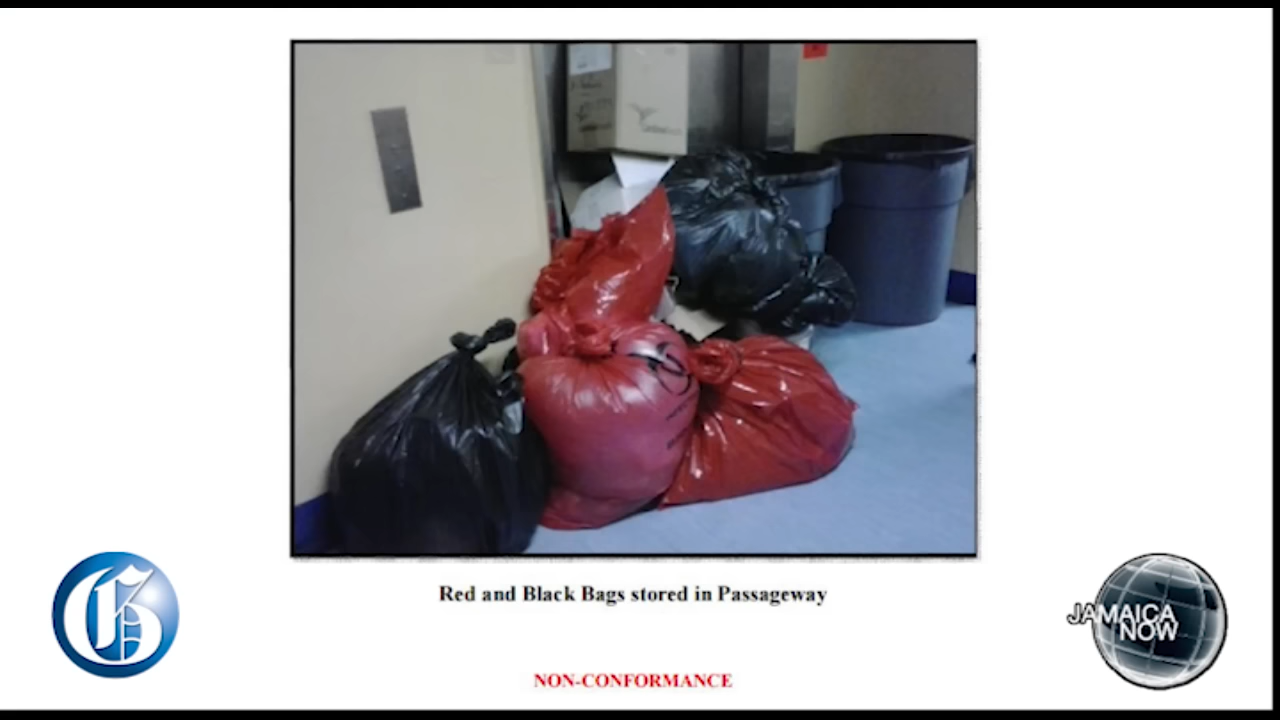 Red and Black Bags stored in Passageway
G
JAMAICA
NOW
NON-CONFORMANCE